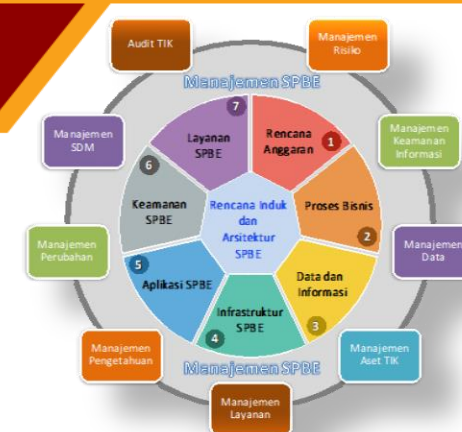 Audit TIK
Manajemen
Risiko
Manajemen SPBE
Manajemen
SDM
Manajemen
Keamanan
Informasi
7
Layanan
SPBE
Rencana
Anggaran
1
6
Keamanan
SPBE
Rencana Induk
dan
Arsitektur
SPBE
Proses Bisnis
2
Manajemen
Perubahan
Manajemen
Data
5
Aplikasi SPBE
Data dan
Informasi
3
Infrastruktur
SPBE
4
Manajemen
Pengetahuan
Manajemen
Aset TIK
Manajemen SPBE
Manajemen
Layanan